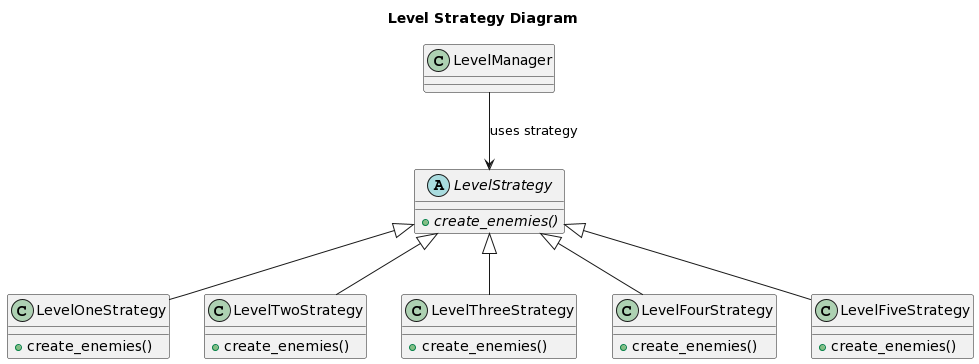 Level Strategy Diagram
C LevelManager
uses strategy
A LevelStrategy
create_enemies()
C LevelOneStrategy
create_enemies()
C LevelTwoStrategy
create_enemies()
C LevelThreeStrategy
create_enemies()
C LevelFourStrategy
create_enemies()
C LevelFiveStrategy
create_enemies()